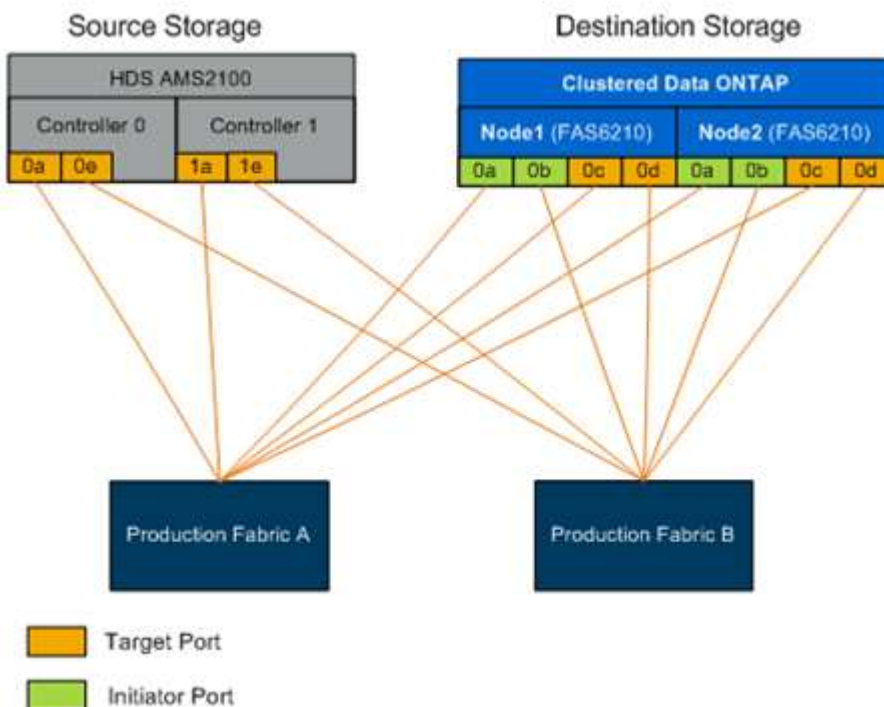 Source Storage
Destination Storage
HDS AMS2100
Clustered Data ONTAP
Controller 0
Controller 1
Node1 (FAS6210)
Node2 (FAS6210)
0a 0e 1a 1e
0a 0b 0c 0d 0a 0b 0c 0d
Production Fabric A
Production Fabric B
Target Port
Initiator Port